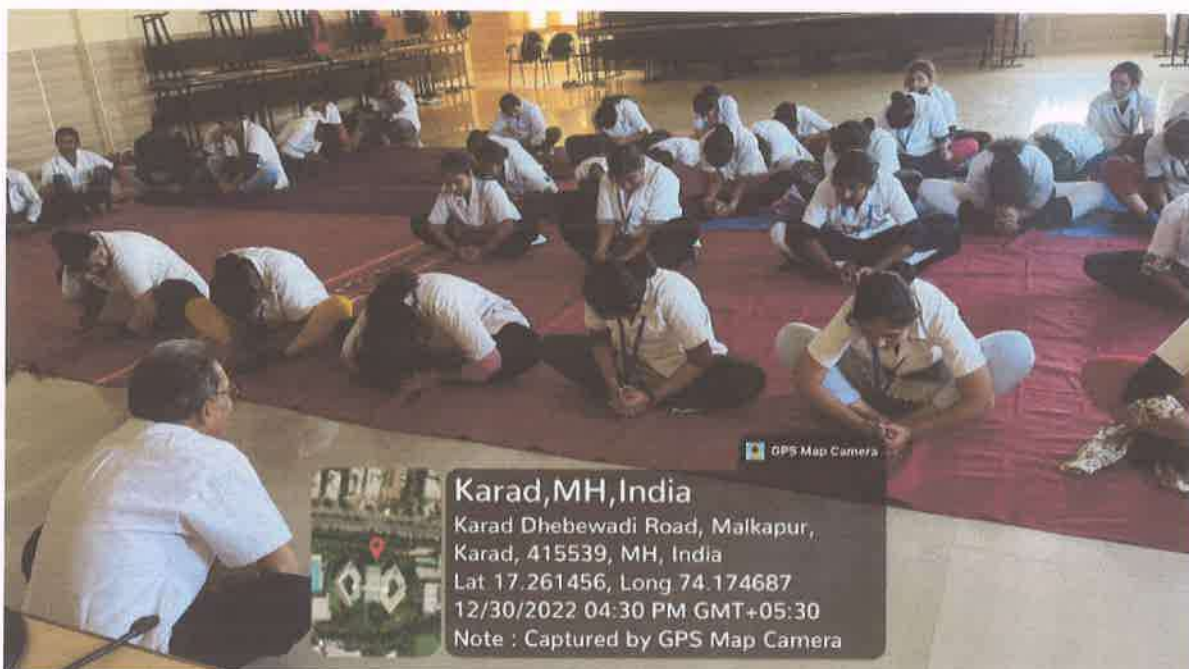 GPS Map Camera
Karad,MH,India
Karad Dhebewadi Road, Malkapur,
Karad, 415539, MH, India
Lat 17.261456, Long 74.174687
12/30/2022 04:30 PM GMT+05:30
Note : Captured by GPS Map Camera